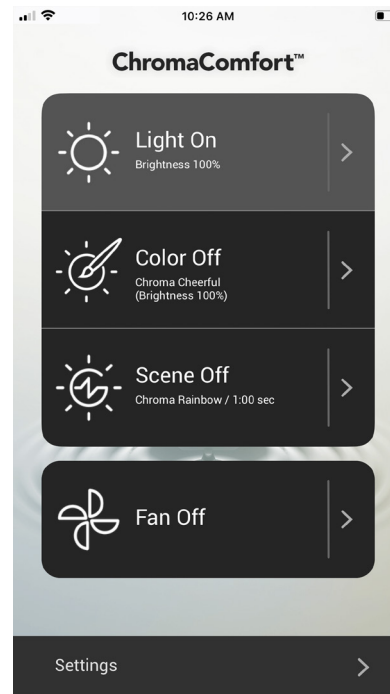 10:26 AM
ChromaComfort™
Light On
Brightness 100%
Color Off
Chroma Cheerful
(Brightness 100%)
Scene Off
Chroma Rainbow / 1:00 sec
Fan Off
Settings